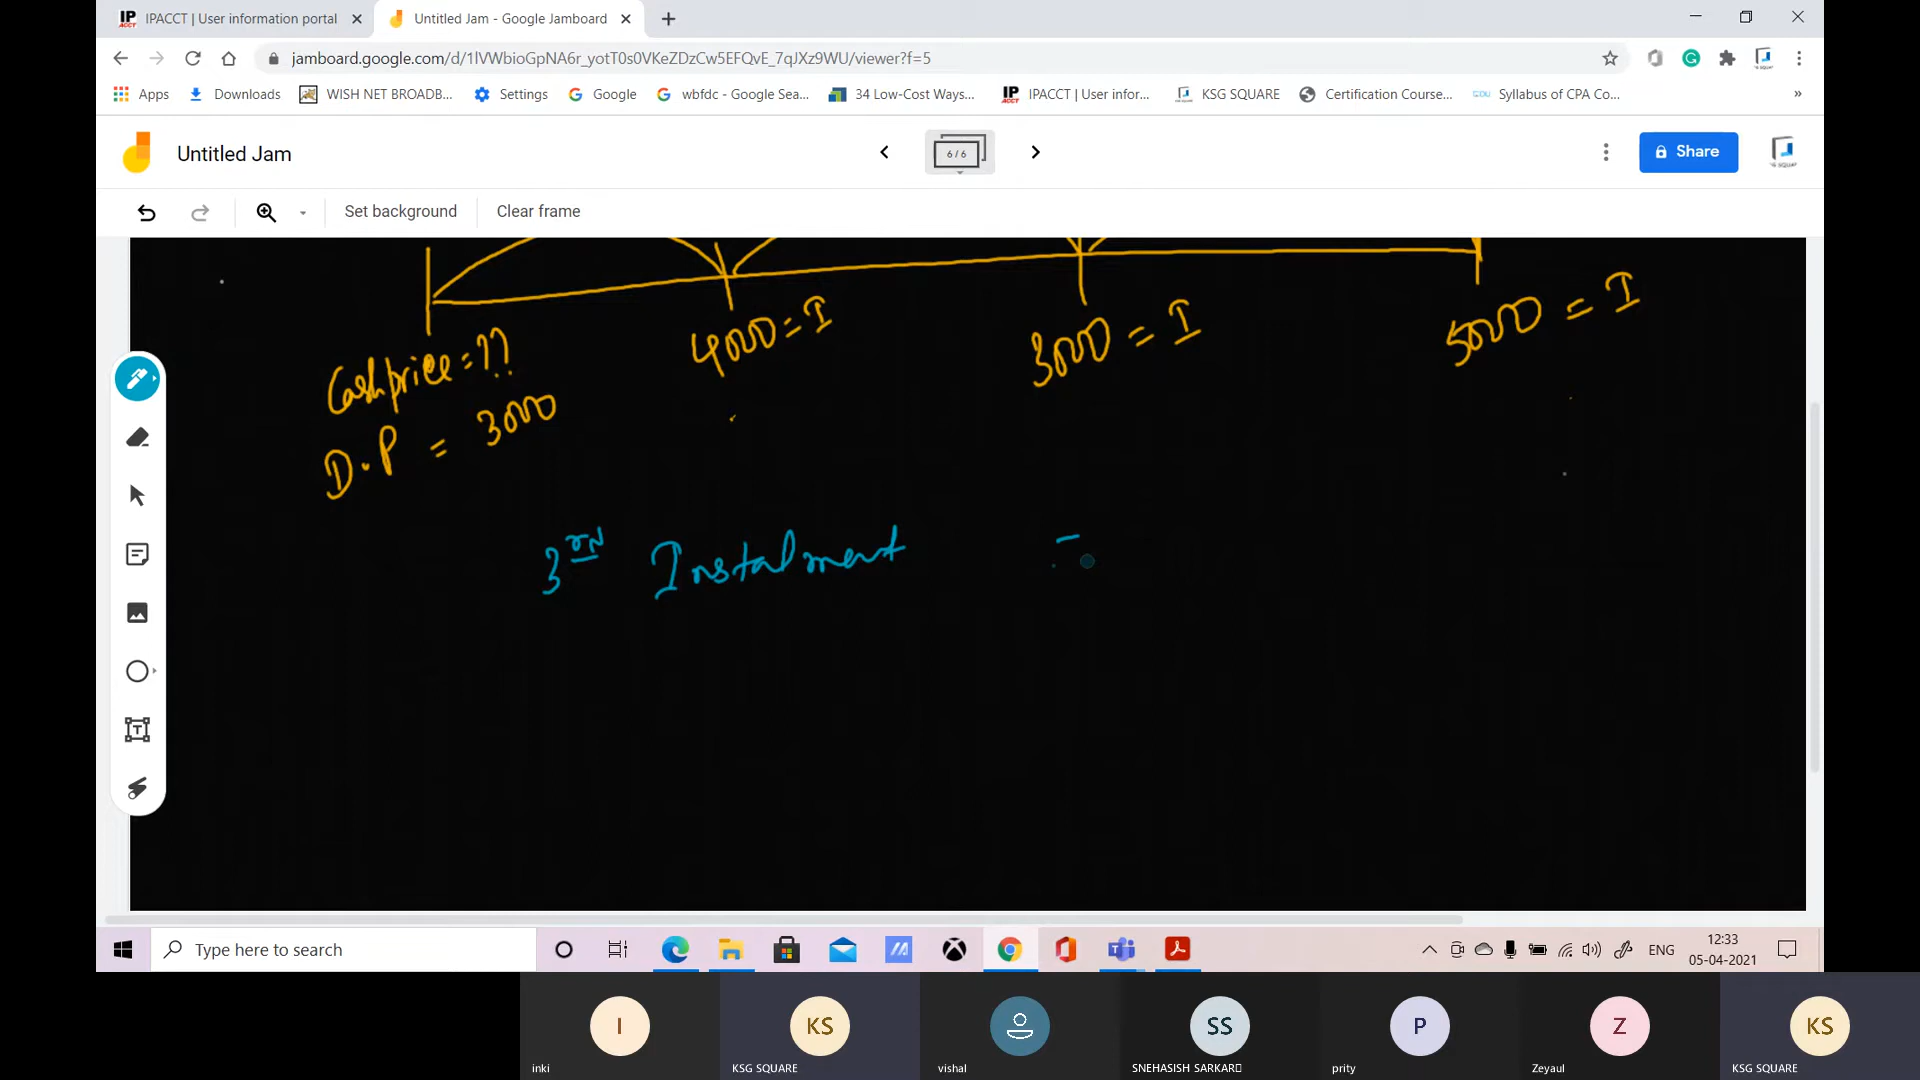 IPACCT | User information portal
Untitled Jam - Google Jamboard
jamboard.google.com/d/1lVWbioGpNA6r_yotT0s0VKeZDzCw5EFQvE_7qJXz9WU/viewer?f=5
Apps
Downloads
WISH NET BROADB...
Settings
Google
wbfdc - Google Sea...
34 Low-Cost Ways...
IPACCT | User infor...
KSG SQUARE
Certification Course...
Syllabus of CPA Co...
»
Untitled Jam
6 / 6
Share
Set background
Clear frame
Cash price = ??
4000 = I
3000 = I
5000 = I
D.P = 3000
3rd Instalment =
Type here to search
ENG
12:33
05-04-2021
I
KS
SS
P
Z
KS
inki
KSG SQUARE
vishal
SNEHASISH SARKAR
prity
Zeyaul
KSG SQUARE